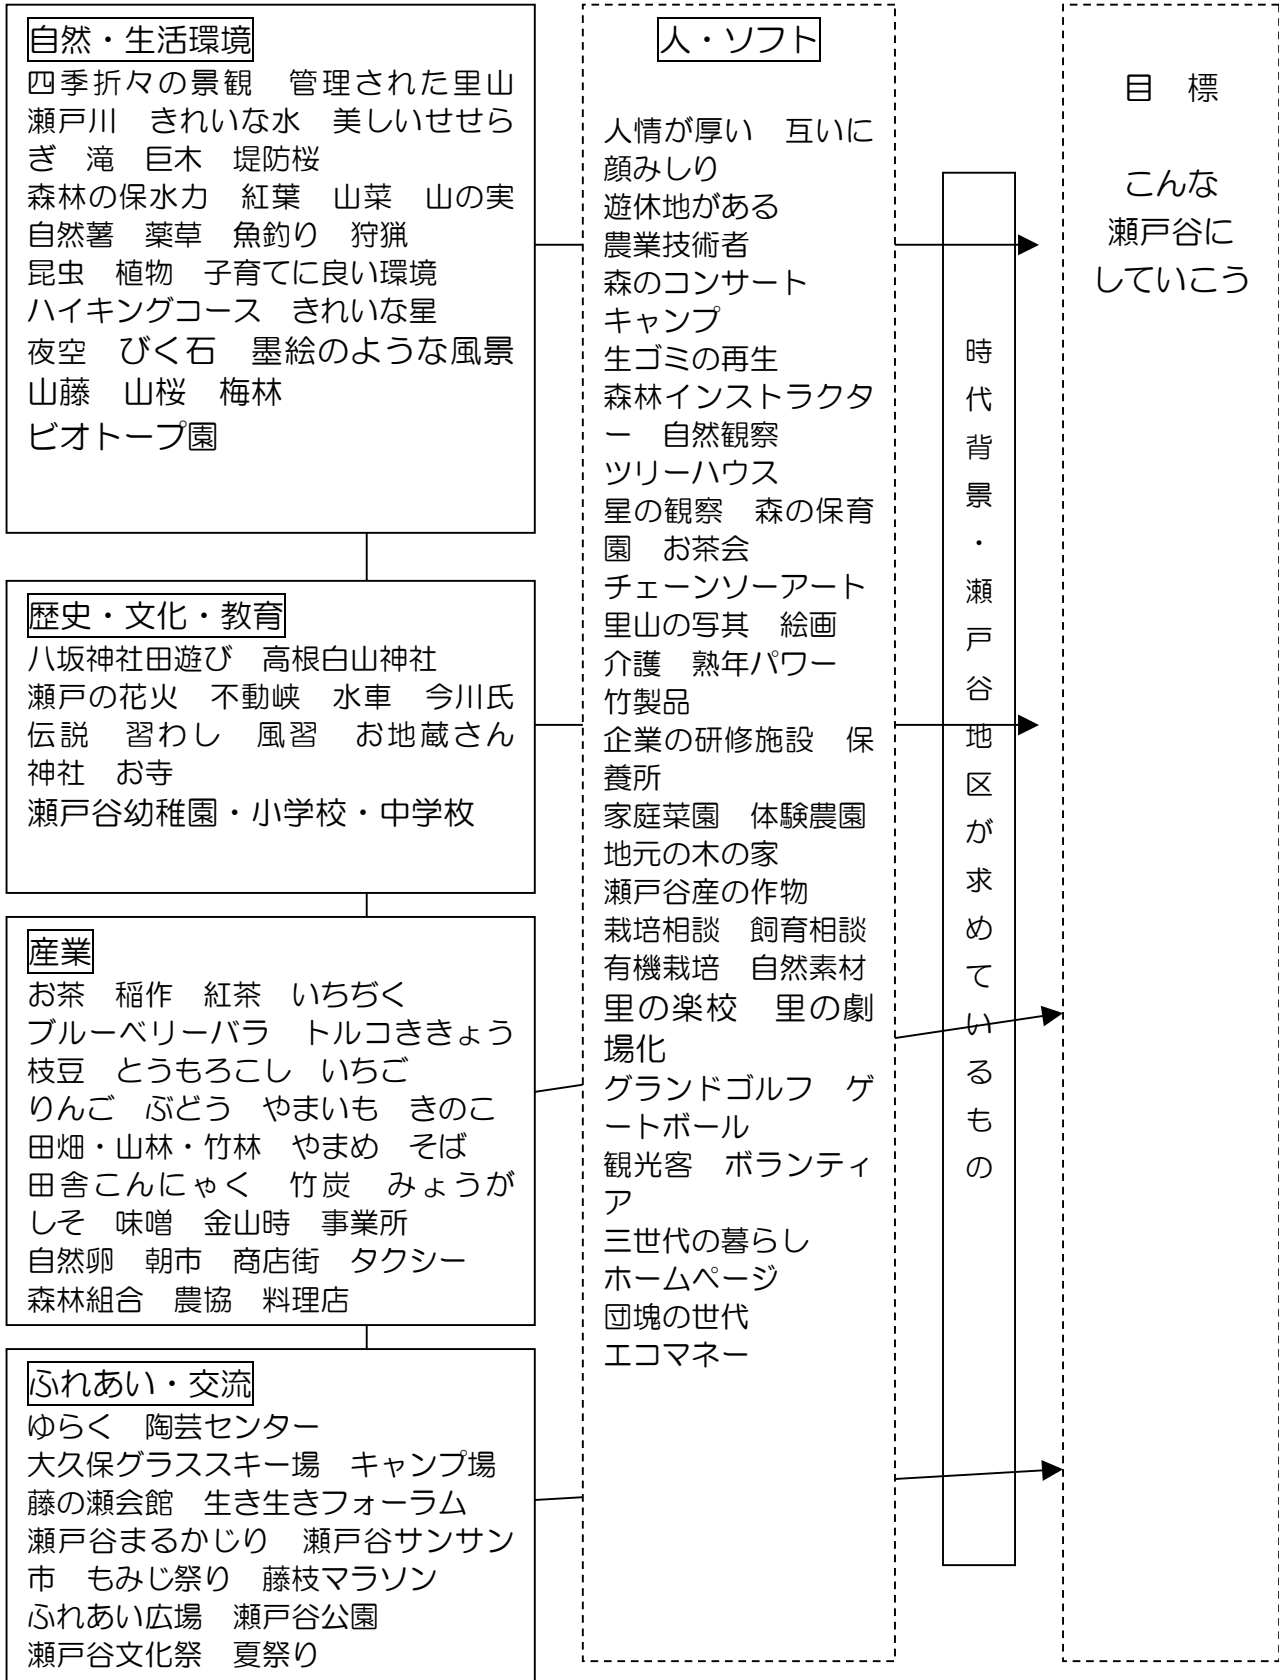 自然・生活環境
四季折々の景観　管理された里山
瀬戸川　きれいな水　美しいせせら
ぎ　滝　巨木　堤防桜
森林の保水力　紅葉　山菜　山の実
自然薯　薬草　魚釣り　狩猟
昆虫　植物　子育てに良い環境
ハイキングコース　きれいな星
夜空　びく石　墨絵のような風景
山藤　山桜　梅林
ビオトープ園
歴史・文化・教育
八坂神社田遊び　高根白山神社
瀬戸の花火　不動峡　水車　今川氏
伝説　習わし　風習　お地蔵さん
神社　お寺
瀬戸谷幼稚園・小学校・中学枚
産業
お茶　稲作　紅茶　いちぢく
ブルーベリーバラ　トルコききょう
枝豆　とうもろこし　いちご
りんご　ぶどう　やまいも　きのこ
田畑・山林・竹林　やまめ　そば
田舎こんにゃく　竹炭　みょうが
しそ　味噌　金山時　事業所
自然卵　朝市　商店街　タクシー
森林組合　農協　料理店
ふれあい・交流
ゆらく　陶芸センター
大久保グラススキー場　キャンプ場
藤の瀬会館　生き生きフォーラム
瀬戸谷まるかじり　瀬戸谷サンサン
市　もみじ祭り　藤枝マラソン
ふれあい広場　瀬戸谷公園
瀬戸谷文化祭　夏祭り
人・ソフト
人情が厚い　互いに
顔みしり
遊休地がある
農業技術者
森のコンサート
キャンプ
生ゴミの再生
森林インストラクタ
ー　自然観察
ツリーハウス
星の観察　森の保育
園　お茶会
チェーンソーアート
里山の写其　絵画
介護　熟年パワー
竹製品
企業の研修施設　保
養所
家庭菜園　体験農園
地元の木の家
瀬戸谷産の作物
栽培相談　飼育相談
有機栽培　自然素材
里の楽校　里の劇
場化
グランドゴルフ　ゲ
ートボール
観光客　ボランティ
ア
三世代の暮らし
ホームページ
団塊の世代
エコマネー
時代背景・瀬戸谷地区が求めているもの
目　標
こんな
瀬戸谷に
していこう